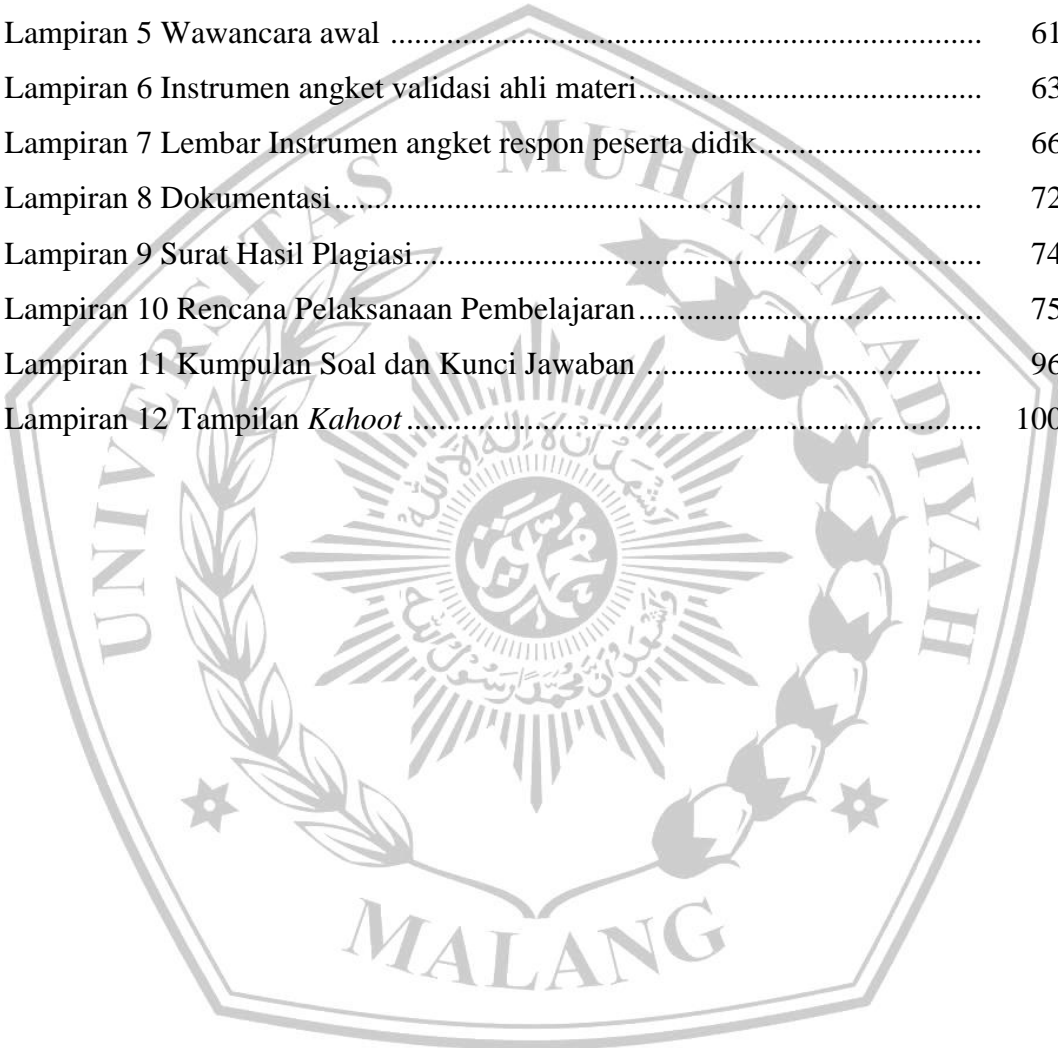 Lampiran 5 Wawancara awal ........................................................................... 61
Lampiran 6 Instrumen angket validasi ahli materi............................................ 63
Lampiran 7 Lembar Instrumen angket respon peserta didik............................ 66
Lampiran 8 Dokumentasi.................................................................................. 72
Lampiran 9 Surat Hasil Plagiasi........................................................................ 74
Lampiran 10 Rencana Pelaksanaan Pembelajaran........................................... 75
Lampiran 11 Kumpulan Soal dan Kunci Jawaban .......................................... 96
Lampiran 12 Tampilan Kahoot ........................................................................ 100
UNIVERSITAS MUHAMMADIYAH
MALANG